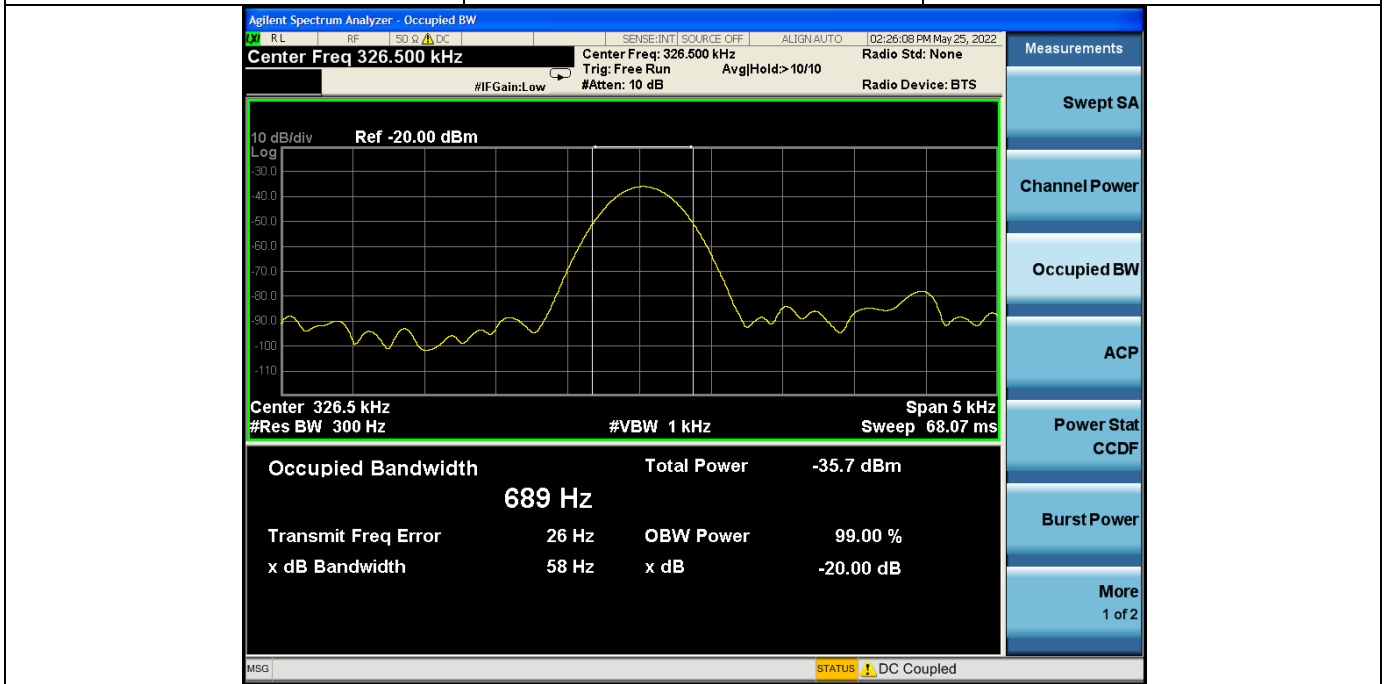 Agilent Spectrum Analyzer - Occupied BW
LXI RL RF 50 Ω DC SENSE:INT SOURCE OFF ALIGN AUTO 02:26:08 PM May 25, 2022
Center Freq 326.500 kHz
Center Freq: 326.500 kHz Radio Std: None
Trig: Free Run Avg|Hold:>10/10
#IFGain:Low #Atten: 10 dB Radio Device: BTS
10 dB/div Ref -20.00 dBm
Log
-30.0
-40.0
-50.0
-60.0
-70.0
-80.0
-90.0
-100
-110
Center 326.5 kHz Span 5 kHz
#Res BW 300 Hz #VBW 1 kHz Sweep 68.07 ms
Occupied Bandwidth Total Power -35.7 dBm
689 Hz
Transmit Freq Error 26 Hz OBW Power 99.00 %
x dB Bandwidth 58 Hz x dB -20.00 dB
MSG STATUS DC Coupled
Measurements
Swept SA
Channel Power
Occupied BW
ACP
Power Stat
CCDF
Burst Power
More
1 of 2